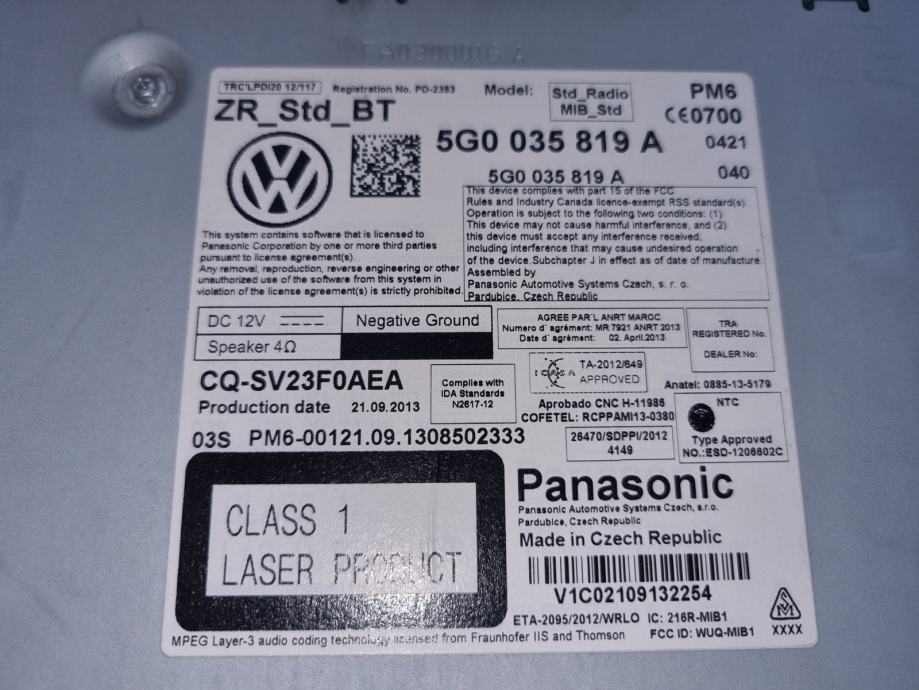 FA0300016 A
TRC'LPDI20 12/117
Registration No. PD-2383
Model:
Std_Radio
MIB_Std
PM6
ZR_Std_BT
CE0700
5G0 035 819 A
0421
5G0 035 819 A
040
This device complies with part 15 of the FCC
Rules and Industry Canada licence-exempt RSS standard(s).
Operation is subject to the following two conditions: (1)
This device may not cause harmful interference, and (2)
this device must accept any interference received,
including interference that may cause undesired operation
of the device.Subchapter J in effect as of date of manufacture.
Assembled by
Panasonic Automotive Systems Czech, s. r. o.
Pardubice, Czech Republic
This system contains software that is licensed to
Panasonic Corporation by one or more third parties
pursuant to license agreement(s).
Any removal, reproduction, reverse engineering or other
unauthorized use of the software from this system in
violation of the license agreement(s) is strictly prohibited.
DC 12V
Negative Ground
Speaker 4Ω
AGREE PAR'L ANRT MAROC
Numero d' agrément: MR 7921 ANRT 2013
Date d' agrément: 02. April.2013
TRA
REGISTERED No.
DEALER No:
CQ-SV23F0AEA
Production date 21.09.2013
Complies with
IDA Standards
N2617-12
ICASA
TA-2012/649
APPROVED
Anatel: 0885-13-5179
Aprobado CNC H-11986
COFETEL: RCPPAMI13-0380
NTC
Type Approved
NO.:ESD-1206602C
03S PM6-00121.09.1308502333
26470/SDPPI/2012
4149
CLASS 1
LASER PRODUCT
Panasonic
Panasonic Automotive Systems Czech, s.r.o.
Pardubice, Czech Republic
Made in Czech Republic
V1C02109132254
ETA-2095/2012/WRLO IC: 216R-MIB1
FCC ID: WUQ-MIB1
XXXX
MPEG Layer-3 audio coding technology licensed from Fraunhofer IIS and Thomson